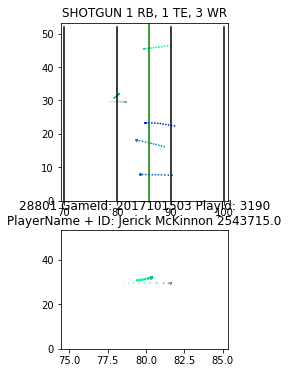 SHOTGUN 1 RB, 1 TE, 3 WR
50
40
30
20
10
0
70 80 90 100
28801 GameId: 2017101503 PlayId: 3190
PlayerName + ID: Jerick McKinnon 2543715.0
40
20
0
75.0 77.5 80.0 82.5 85.0